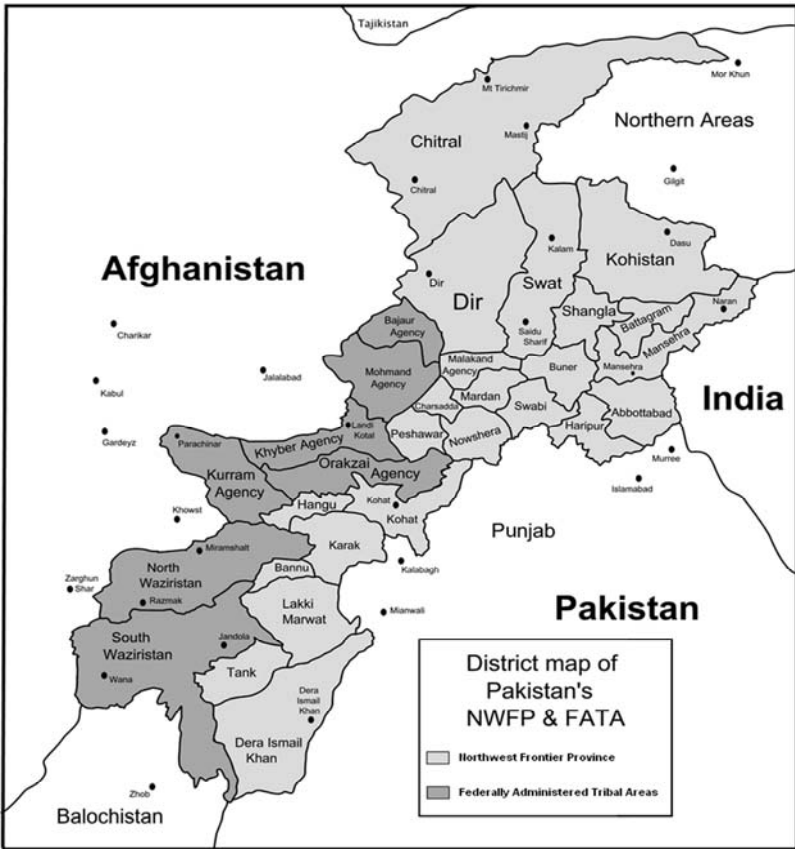 Tajikistan
Mor Khun
Mt Tirichmir
Northern Areas
Mastij
Chitral
Gilgit
Chitral
Dasu
Kalam
Kohistan
Afghanistan
Dir
Swat
Dir
Naran
Shangla
Battagram
Bajaur
Agency
Saidu
Sharif
Mansehra
Charikar
Malakand
Agency
Buner
Mansehra
Jalalabad
Mohmand
Agency
Kabul
Mardan
India
Charsadda
Swabi
Abbottabad
Landi
Kotal
Haripur
Gardeyz
Parachinar
Khyber Agency
Peshawar
Nowshera
Murree
Orakzai
Agency
Kurram
Agency
Islamabad
Hangu
Kohat
Khowst
Kohat
Punjab
Karak
Miramshalt
Kalabagh
North
Waziristan
Bannu
Zarghun
Shar
Razmak
Lakki
Marwat
Mianwali
Pakistan
South
Waziristan
Jandola
Tank
Wana
Dera
Ismail
Khan
Dera Ismail
Khan
Zhob
Balochistan
District map of
Pakistan's
NWFP & FATA
Northwest Frontier Province
Federally Administered Tribal Areas